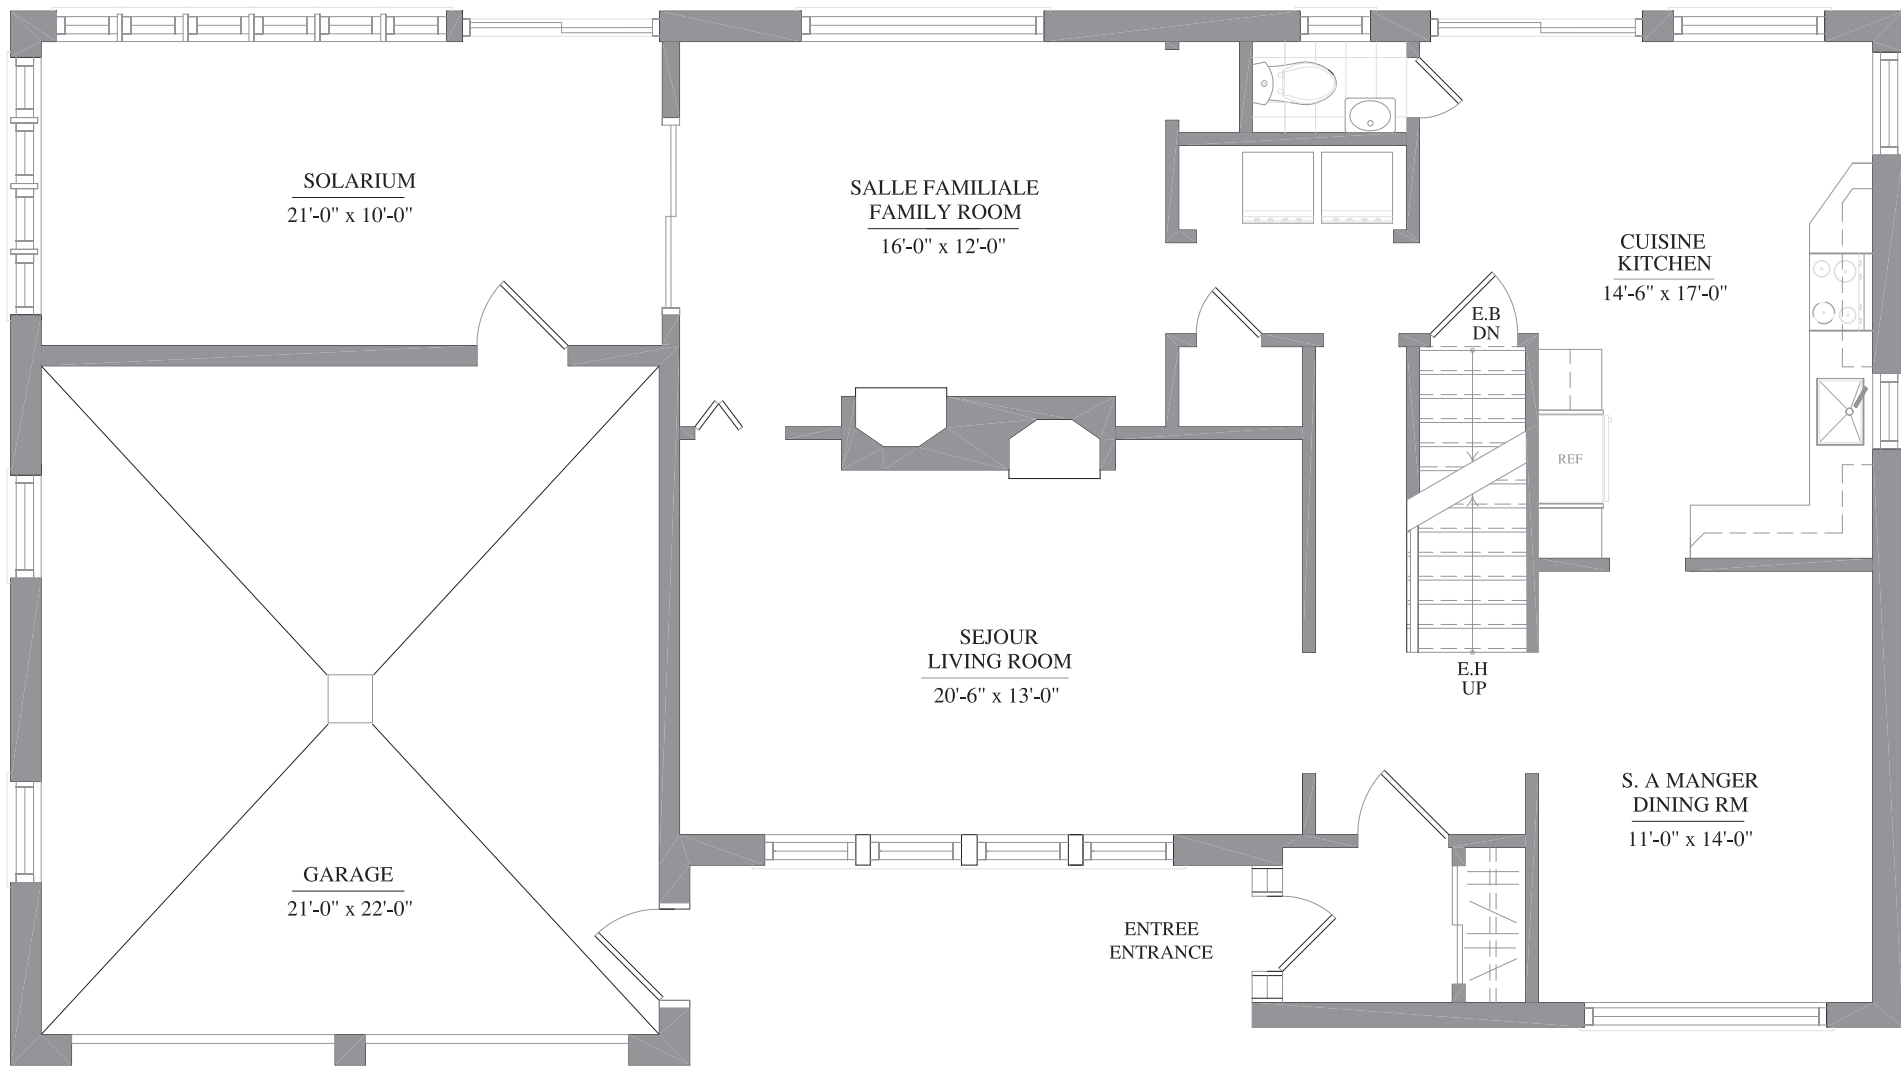 SOLARIUM
21'-0" x 10'-0"
SALLE FAMILIALE
FAMILY ROOM
16'-0" x 12'-0"
CUISINE
KITCHEN
14'-6" x 17'-0"
E.B
DN
REF
SEJOUR
LIVING ROOM
20'-6" x 13'-0"
E.H
UP
S. A MANGER
DINING RM
11'-0" x 14'-0"
GARAGE
21'-0" x 22'-0"
ENTREE
ENTRANCE